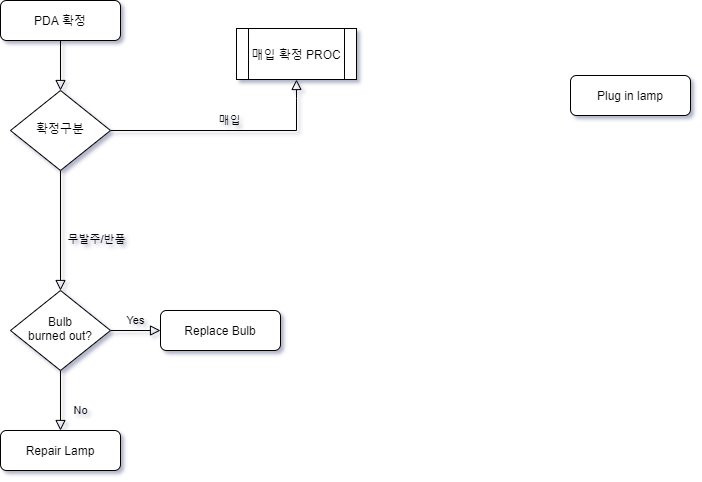 PDA 확정
매입 확정 PROC
Plug in lamp
확정구분
매입
무발주/반품
Bulb
burned out?
Yes
Replace Bulb
No
Repair Lamp